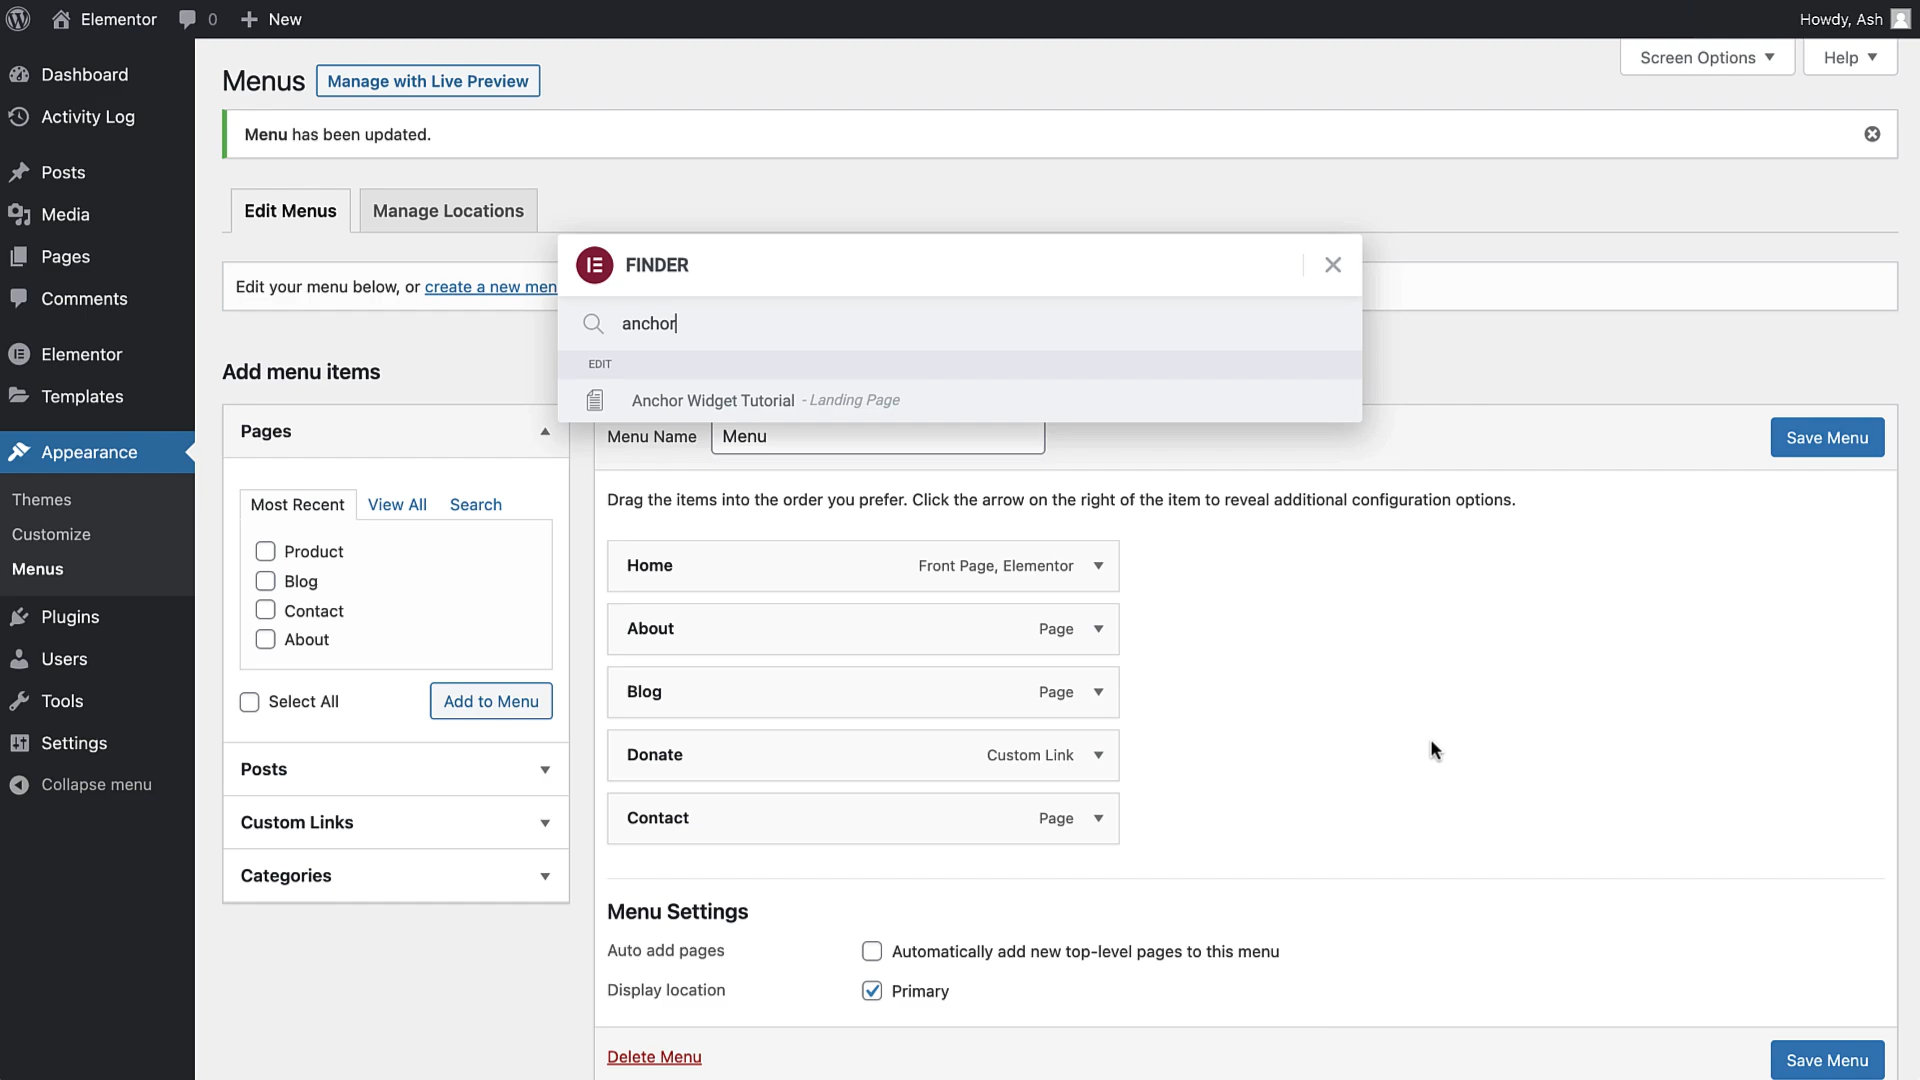 Elementor 0 New Howdy, Ash
Screen Options Help
Dashboard
Activity Log
Posts
Media
Pages
Comments
Elementor
Templates
Appearance
Themes
Customize
Menus
Plugins
Users
Tools
Settings
Collapse menu
Menus Manage with Live Preview
Menu has been updated.
Edit Menus Manage Locations
Edit your menu below, or create a new men
FINDER
anchor
EDIT
Anchor Widget Tutorial - Landing Page
Add menu items
Pages
Most Recent View All Search
Product
Blog
Contact
About
Select All Add to Menu
Posts
Custom Links
Categories
Menu Name Menu Save Menu
Drag the items into the order you prefer. Click the arrow on the right of the item to reveal additional configuration options.
Home Front Page, Elementor
About Page
Blog Page
Donate Custom Link
Contact Page
Menu Settings
Auto add pages Automatically add new top-level pages to this menu
Display location Primary
Delete Menu Save Menu